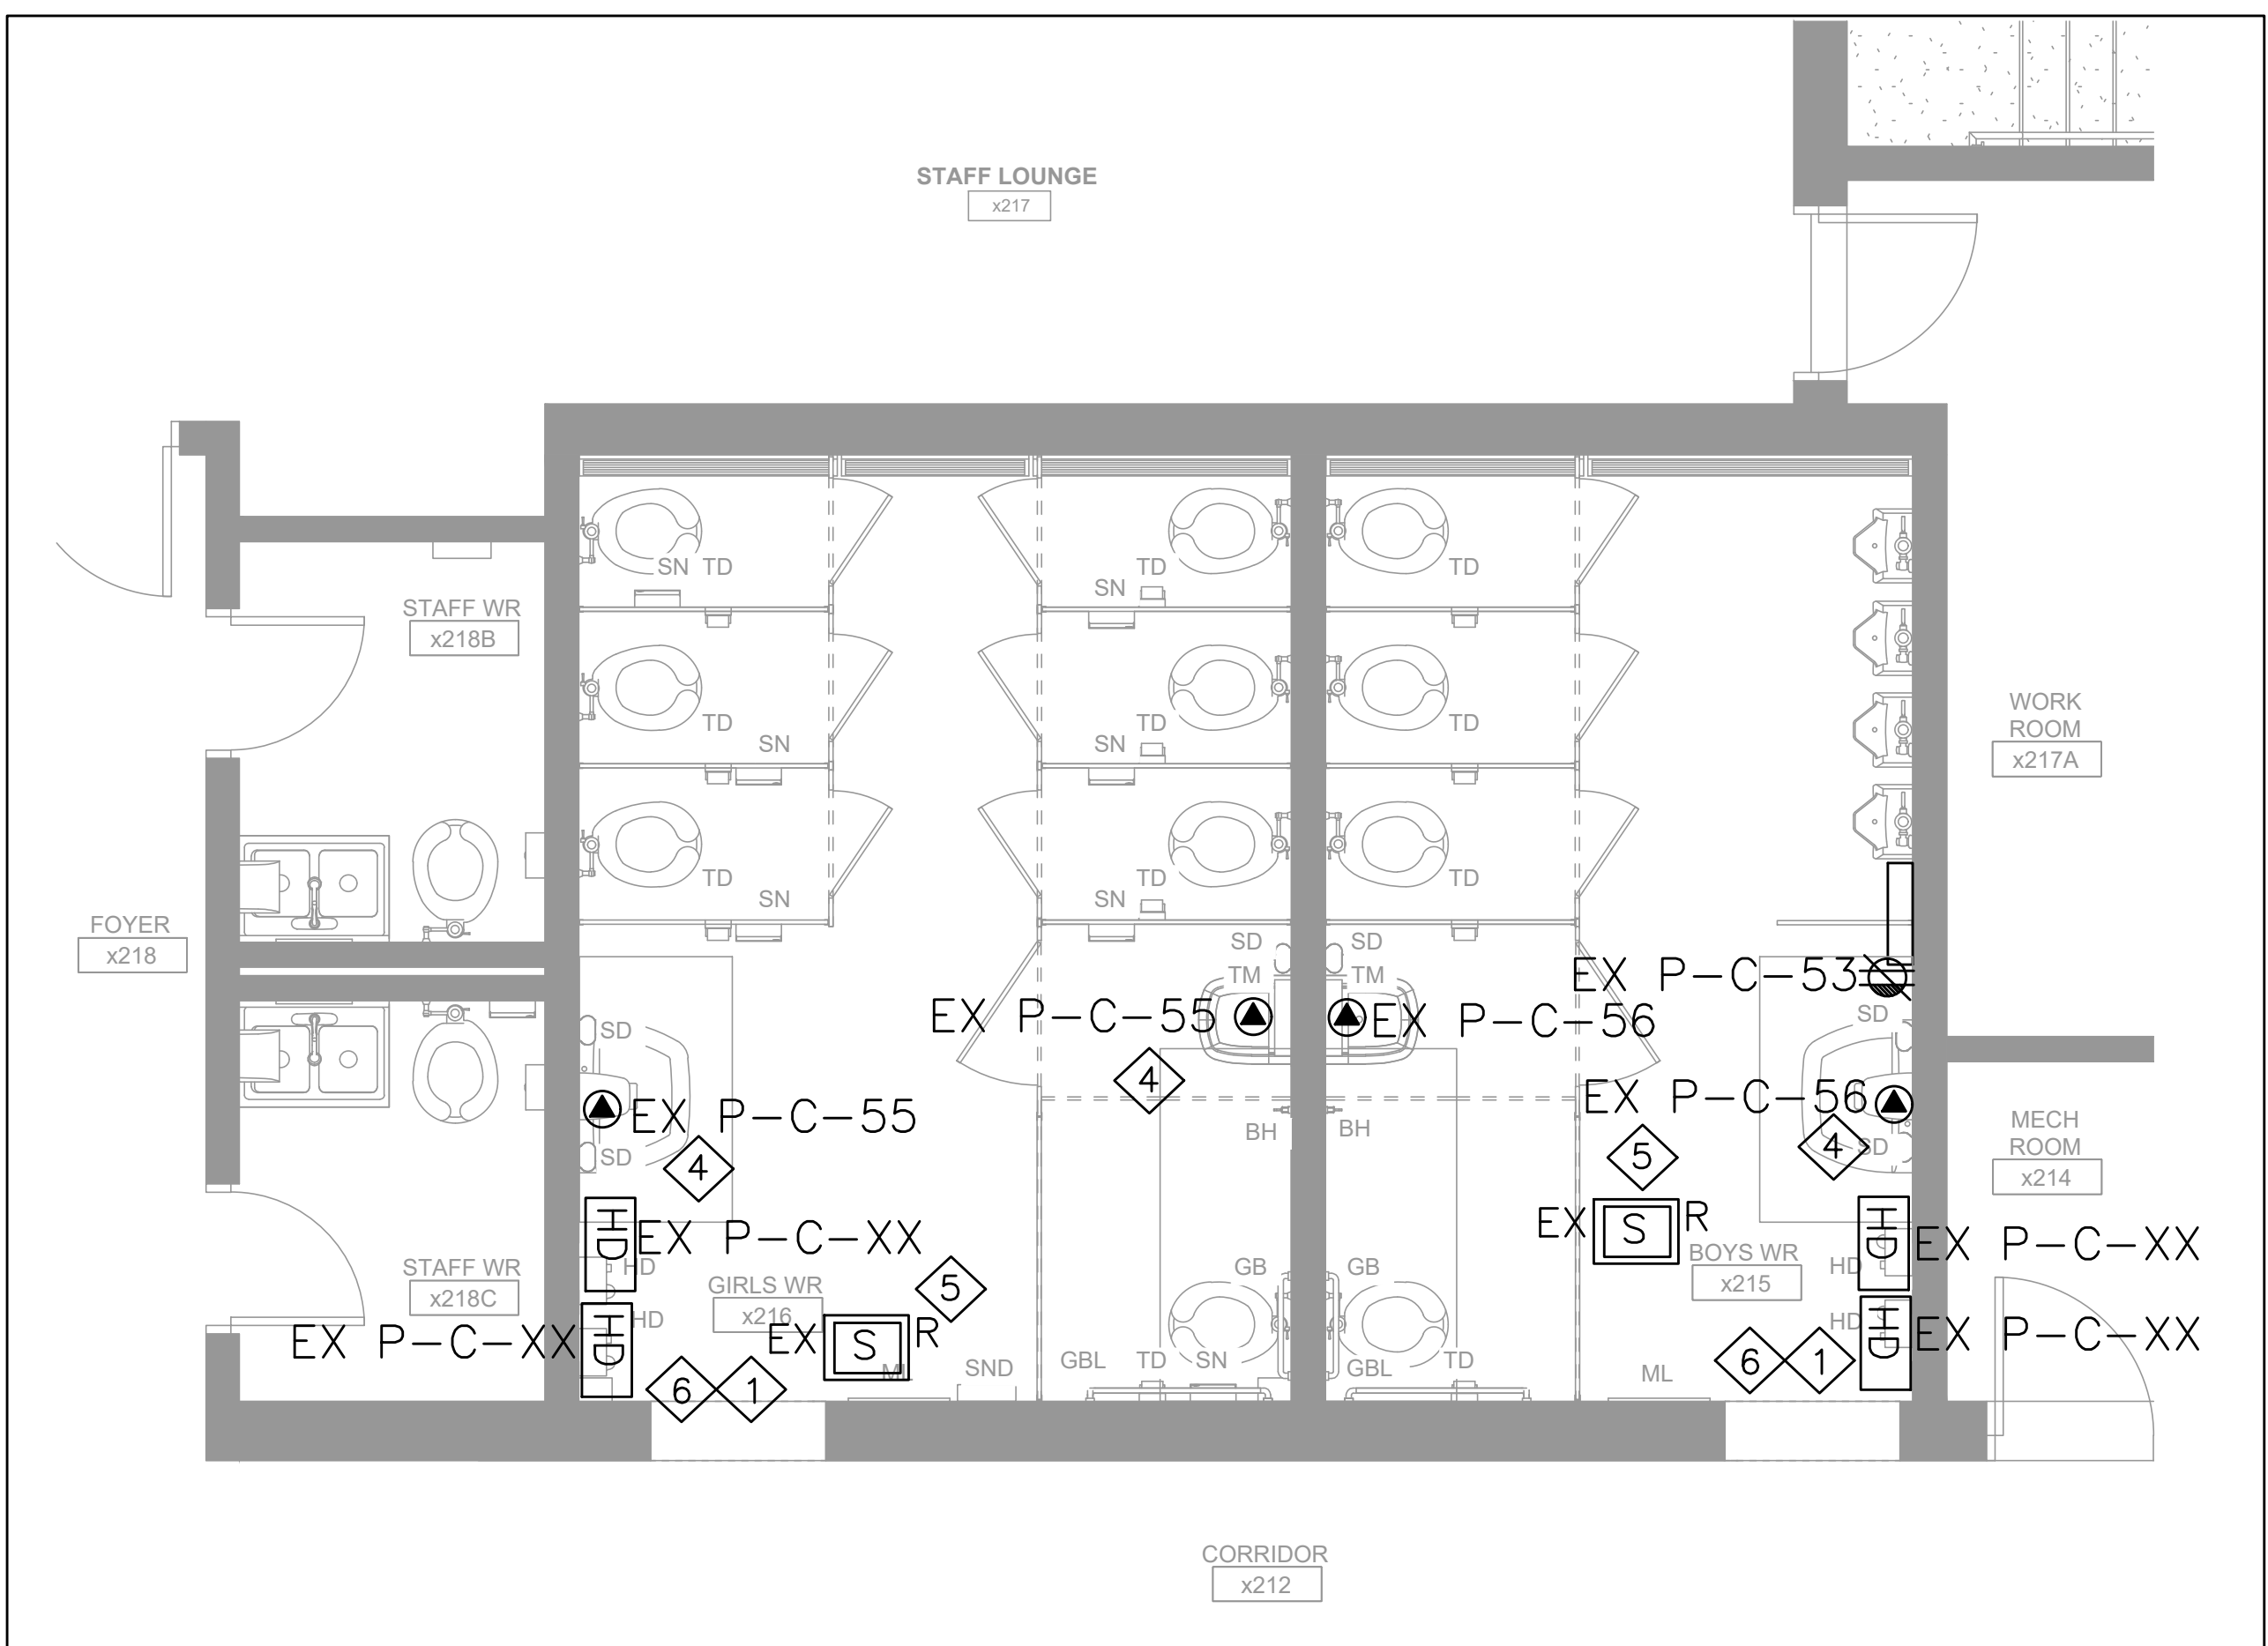 STAFF LOUNGE
x217
SN TD
TD
SN
TD
STAFF WR
x218B
TD
SN
TD
SN
TD
WORK
ROOM
x217A
TD
SN
TD
SN
TD
FOYER
x218
SD
TM
SD
TM
EX P-C-53
SD
EX P-C-55
EX P-C-56
SD
4
EX P-C-55
EX P-C-56
BH
BH
MECH
ROOM
x214
SD
4
5
4
SD
HD
EX P-C-XX
EX
S
R
HD
EX P-C-XX
STAFF WR
x218C
HD
GIRLS WR
x216
5
GB
GB
BOYS WR
x215
HD
HD
EX P-C-XX
HD
EX
S
R
HD
HD
EX P-C-XX
6
1
ML
SND
GBL
TD
SN
GBL
TD
ML
6
1
CORRIDOR
x212